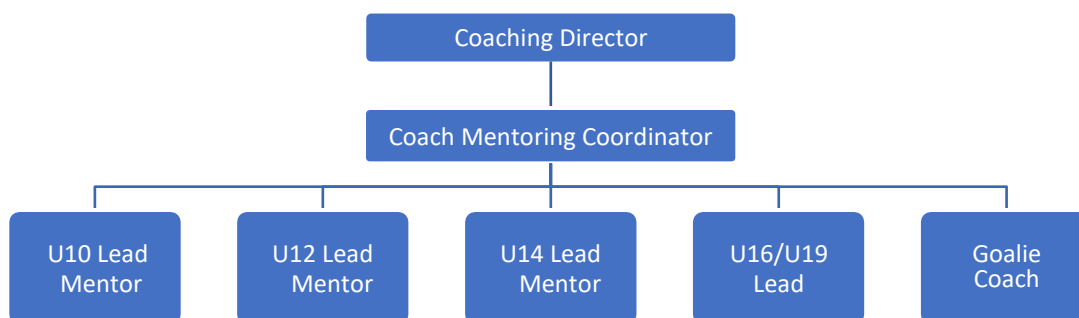 Coaching Director
Coach Mentoring Coordinator
U10 Lead
Mentor
U12 Lead
Mentor
U14 Lead
Mentor
U16/U19
Lead
Goalie
Coach